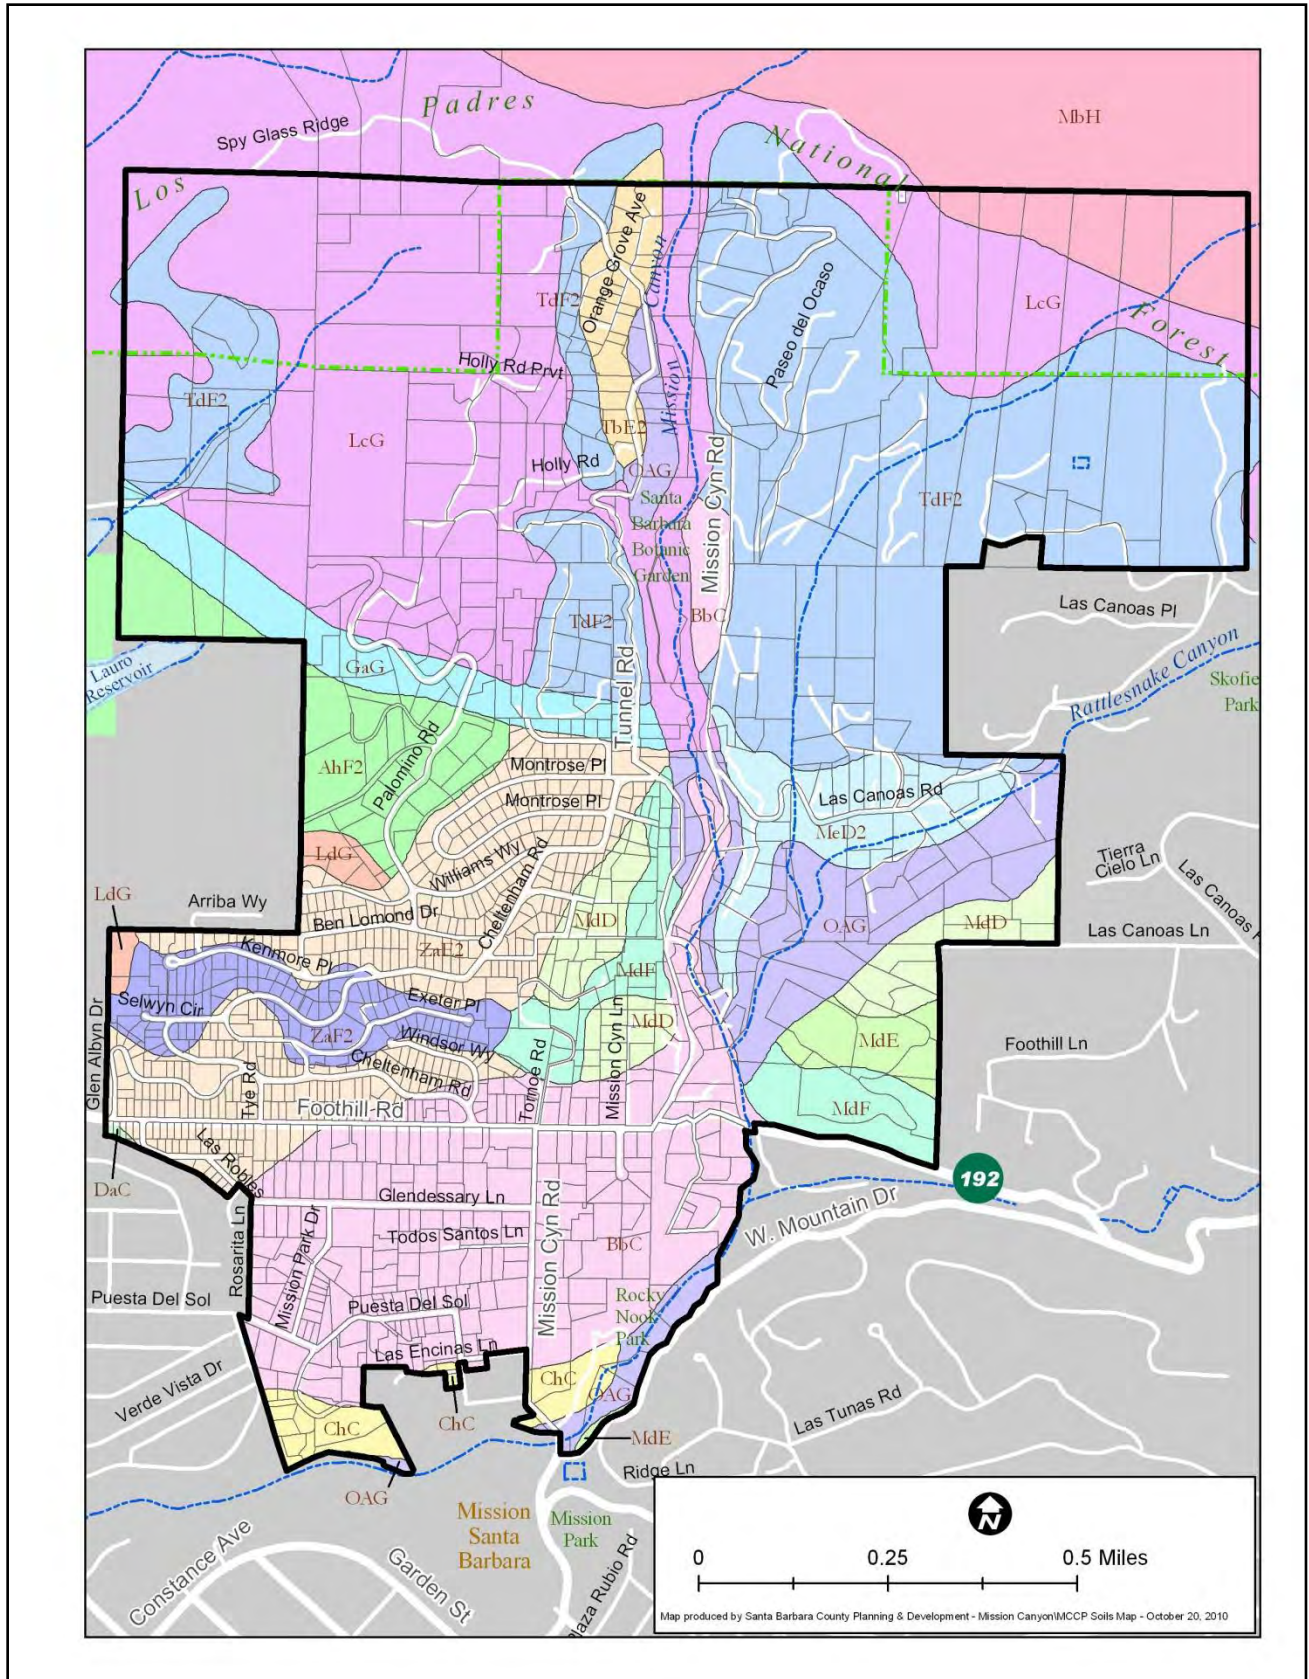 Padres
MbH
Spy Glass Ridge
National
Los
Orange Grove Ave
Canyon
Paseo del Ocaso
TdF2
LcG
Forest
Holly Rd Prvt
TdF2
LcG
TbE2
Mission
Holly Rd
OAG
Santa
Barbara
Botanic
Garden
Mission Cyn Rd
TdF2
TdF2
BbC
Las Canoas Pl
Lauro
Reservoir
GaG
Tunnel Rd
Rattlesnake Canyon
Skofie
Park
AhF2
Palomino Rd
Montrose Pl
Montrose Pl
Las Canoas Rd
MeD2
LdG
Williams Wy
Cheltenham Rd
Tierra
Cielo Ln
Las Canoas R
LdG
Arriba Wy
Ben Lomond Dr
MdD
OAG
MdD
Las Canoas Ln
Kenmore Pl
ZaE2
MdF
Selwyn Cir
Exeter Pl
MdD
Glen Albyn Dr
ZaF2
Windsor Wy
Mission Cyn Ln
MdE
Foothill Ln
Tye Rd
Cheltenham Rd
Tornoe Rd
Foothill Rd
MdF
Las Robles
DaC
192
Glendessary Ln
Rosarita Ln
Mission Park Dr
Todos Santos Ln
Mission Cyn Rd
BbC
W. Mountain Dr
Puesta Del Sol
Puesta Del Sol
Rocky
Nook
Park
Las Encinas Ln
Verde Vista Dr
ChC
OAG
ChC
ChC
Las Tunas Rd
MdE
Ridge Ln
OAG
Mission
Santa
Barbara
Mission
Park
Constance Ave
Garden St
Plaza Rubio Rd
N
0 0.25 0.5 Miles
Map produced by Santa Barbara County Planning & Development - Mission Canyon\MCCP Soils Map - October 20, 2010